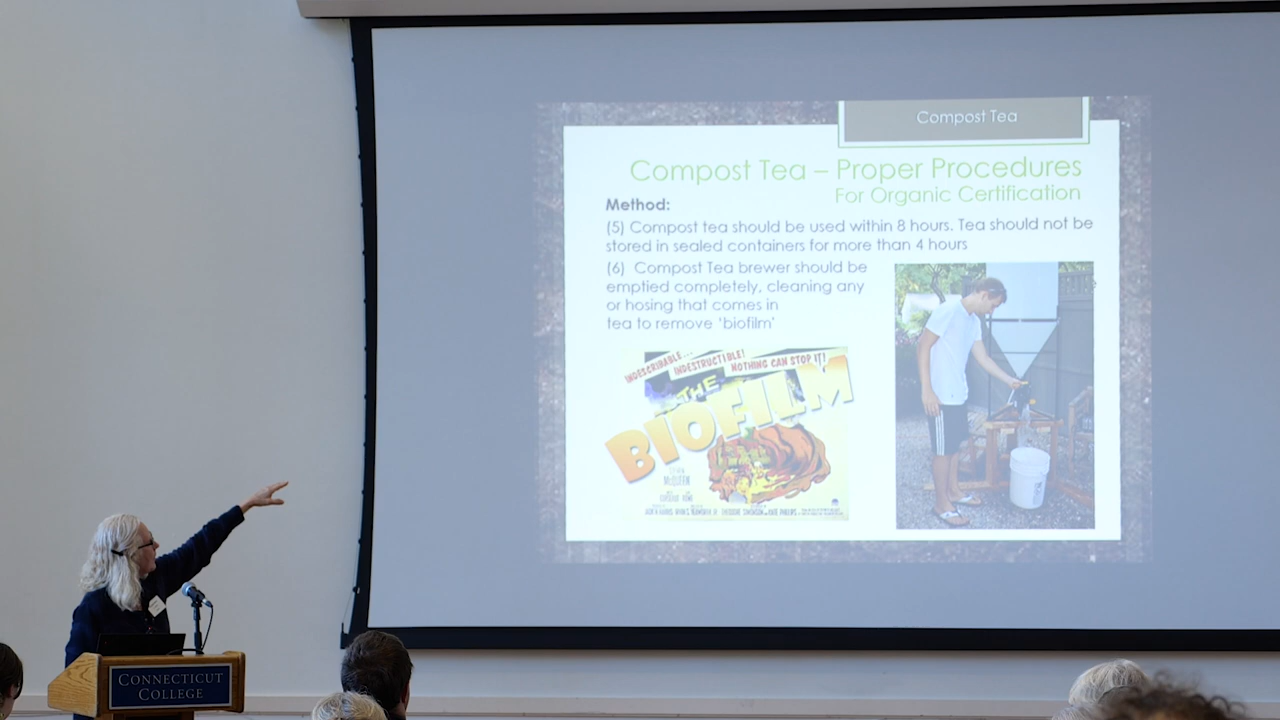 Compost Tea
Compost Tea – Proper Procedures
For Organic Certification
Method:
(5) Compost tea should be used within 8 hours. Tea should not be
stored in sealed containers for more than 4 hours
(6) Compost Tea brewer should be
emptied completely, cleaning any
or hosing that comes in
tea to remove ‘biofilm’
INDESCRIBABLE... INDESTRUCTIBLE! NOTHING CAN STOP IT!
THE
BIOFILM
McQUEEN
CONNECTICUT
COLLEGE